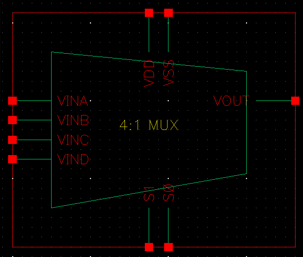 VDD
VSS
VINA
VINB
VINC
VIND
VOUT
4:1 MUX
S1
S0